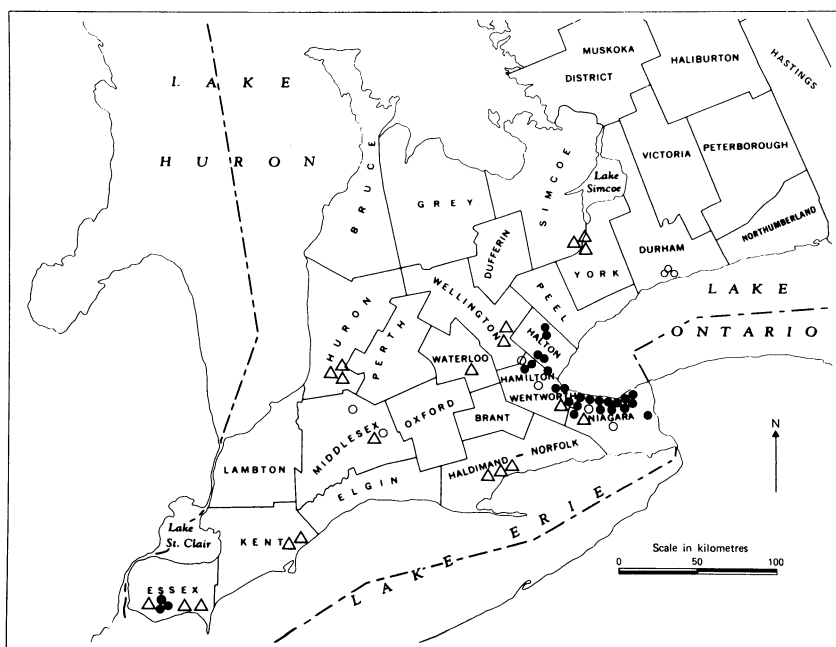 LAKE
HURON
MUSKOKA
DISTRICT
HALIBURTON
HASTINGS
BRUCE
GREY
SIMCOE
Lake
Simcoe
VICTORIA
PETERBOROUGH
NORTHUMBERLAND
DUFFERIN
YORK
DURHAM
PEEL
LAKE
ONTARIO
HURON
PERTH
WELLINGTON
WATERLOO
HALTON
HAMILTON
WENTWORTH
NIAGARA
BRANT
OXFORD
MIDDLESEX
LAMBTON
ELGIN
HALDIMAND - NORFOLK
N
Lake
St. Clair
KENT
ESSEX
LAKE ERIE
Scale in kilometres
0 50 100